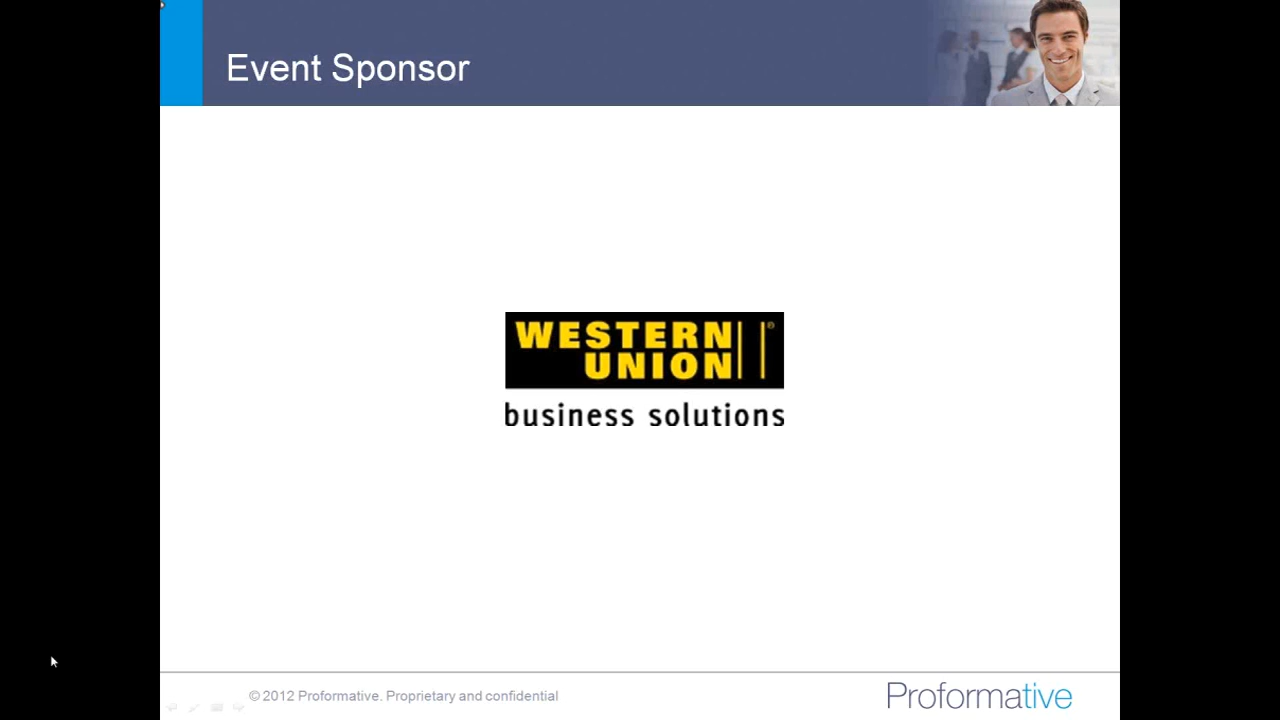 Event Sponsor
WESTERN
UNION ®
business solutions
© 2012 Proformative. Proprietary and confidential
Proformative